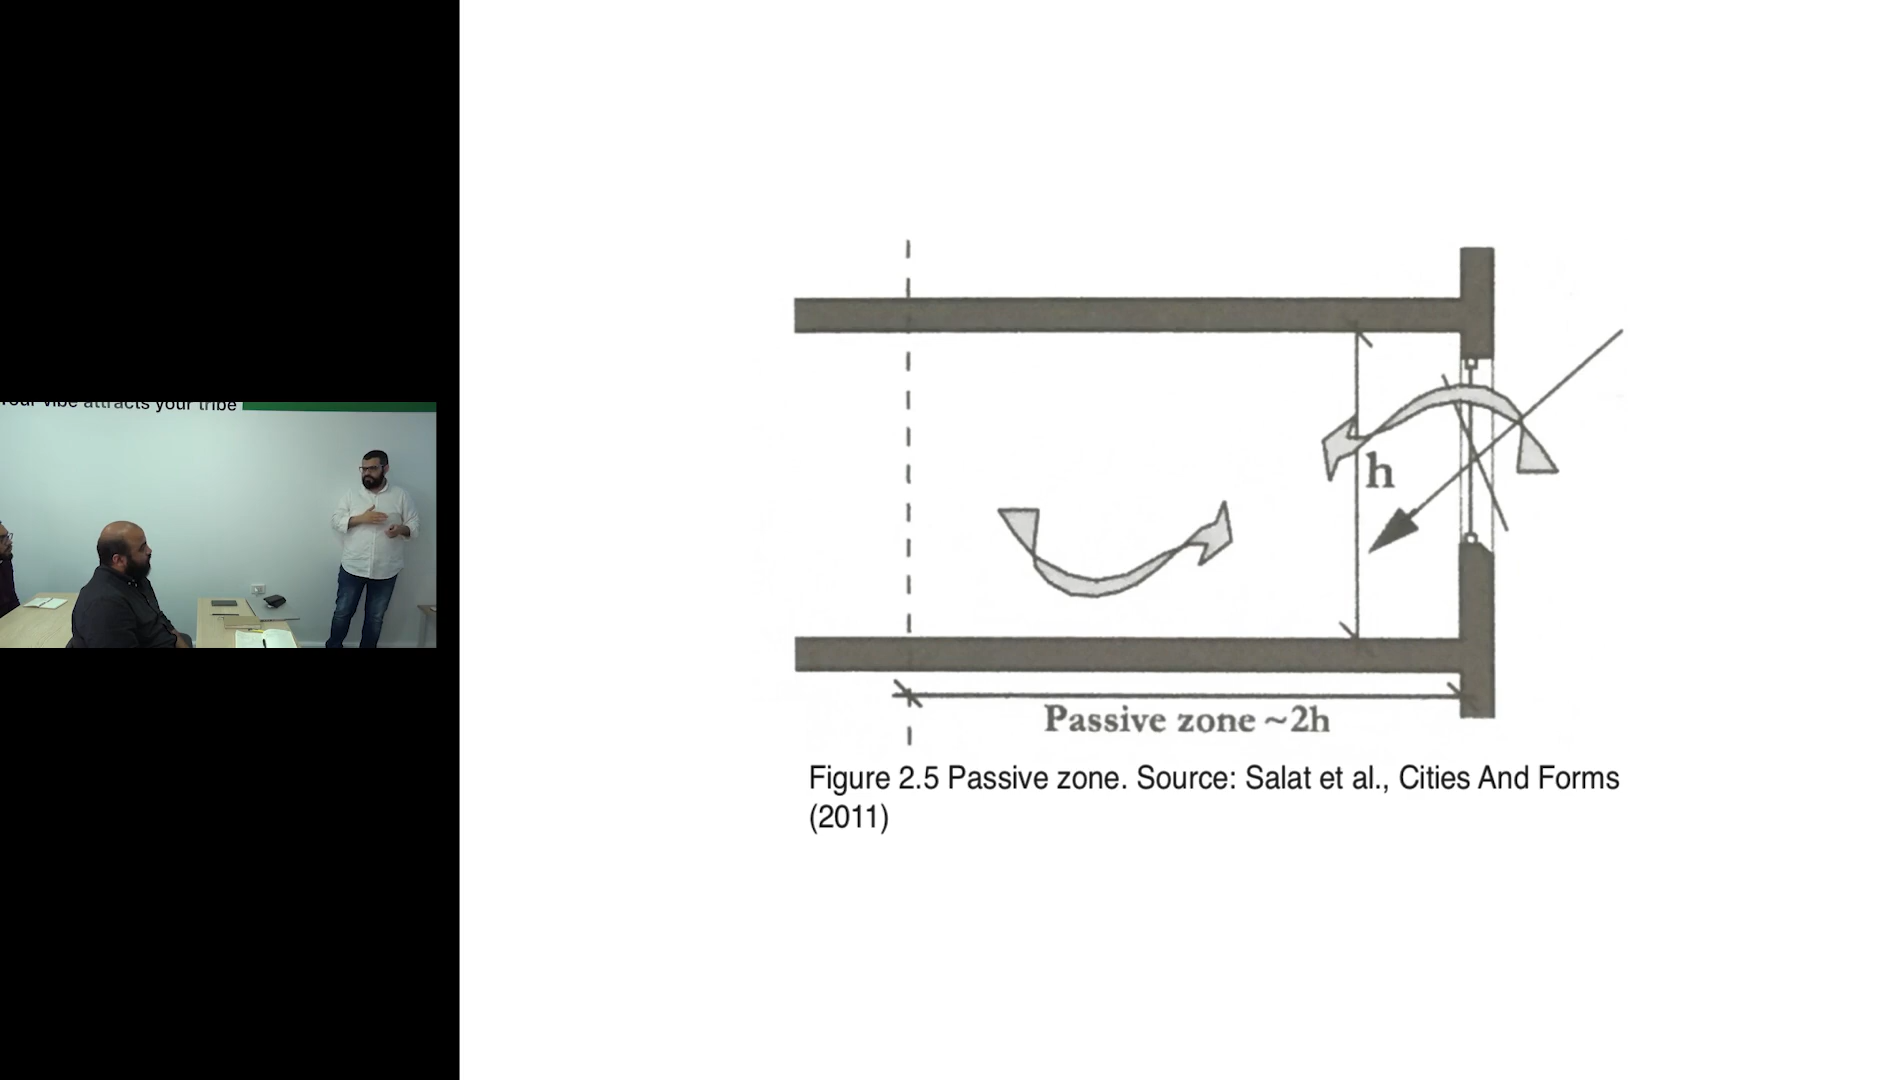 your vibe attracts your tribe
h
Passive zone ~2h
Figure 2.5 Passive zone. Source: Salat et al., Cities And Forms
(2011)